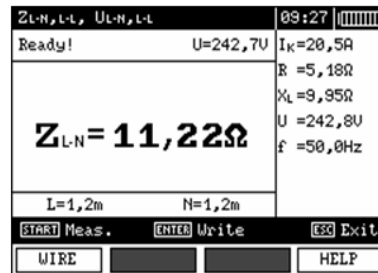 ZL-N,L-L, UL-N,L-L 09:27
Ready! U=242,7V
IK=20,5A
R =5,18Ω
XL=9,95Ω
U =242,8V
f =50,0Hz
ZL-N=11,22Ω
L=1,2m N=1,2m
START Meas. ENTER Write ESC Exit
WIRE HELP